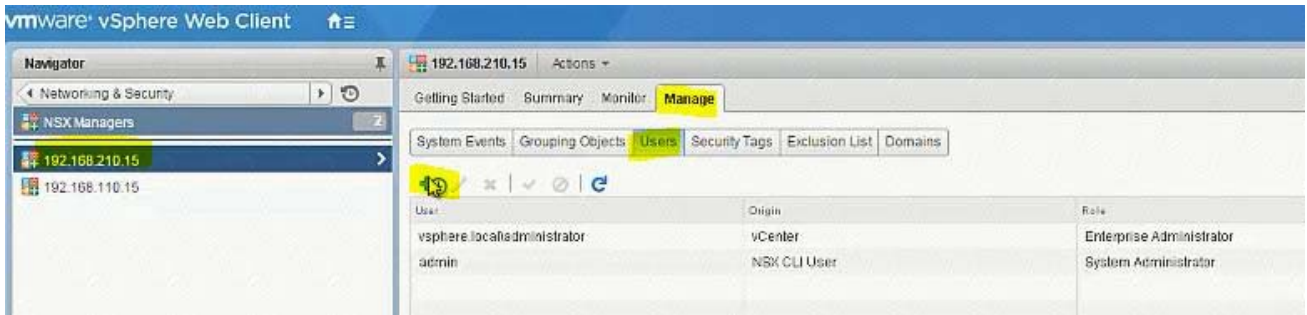 vmware® vSphere Web Client
Navigator
Networking & Security
NSX Managers 2
192.168.210.15
192.168.110.15
192.168.210.15 Actions
Getting Started Summary Monitor Manage
System Events Grouping Objects Users Security Tags Exclusion List Domains
User Origin Role
vsphere.local\administrator vCenter Enterprise Administrator
admin NSX CLI User System Administrator